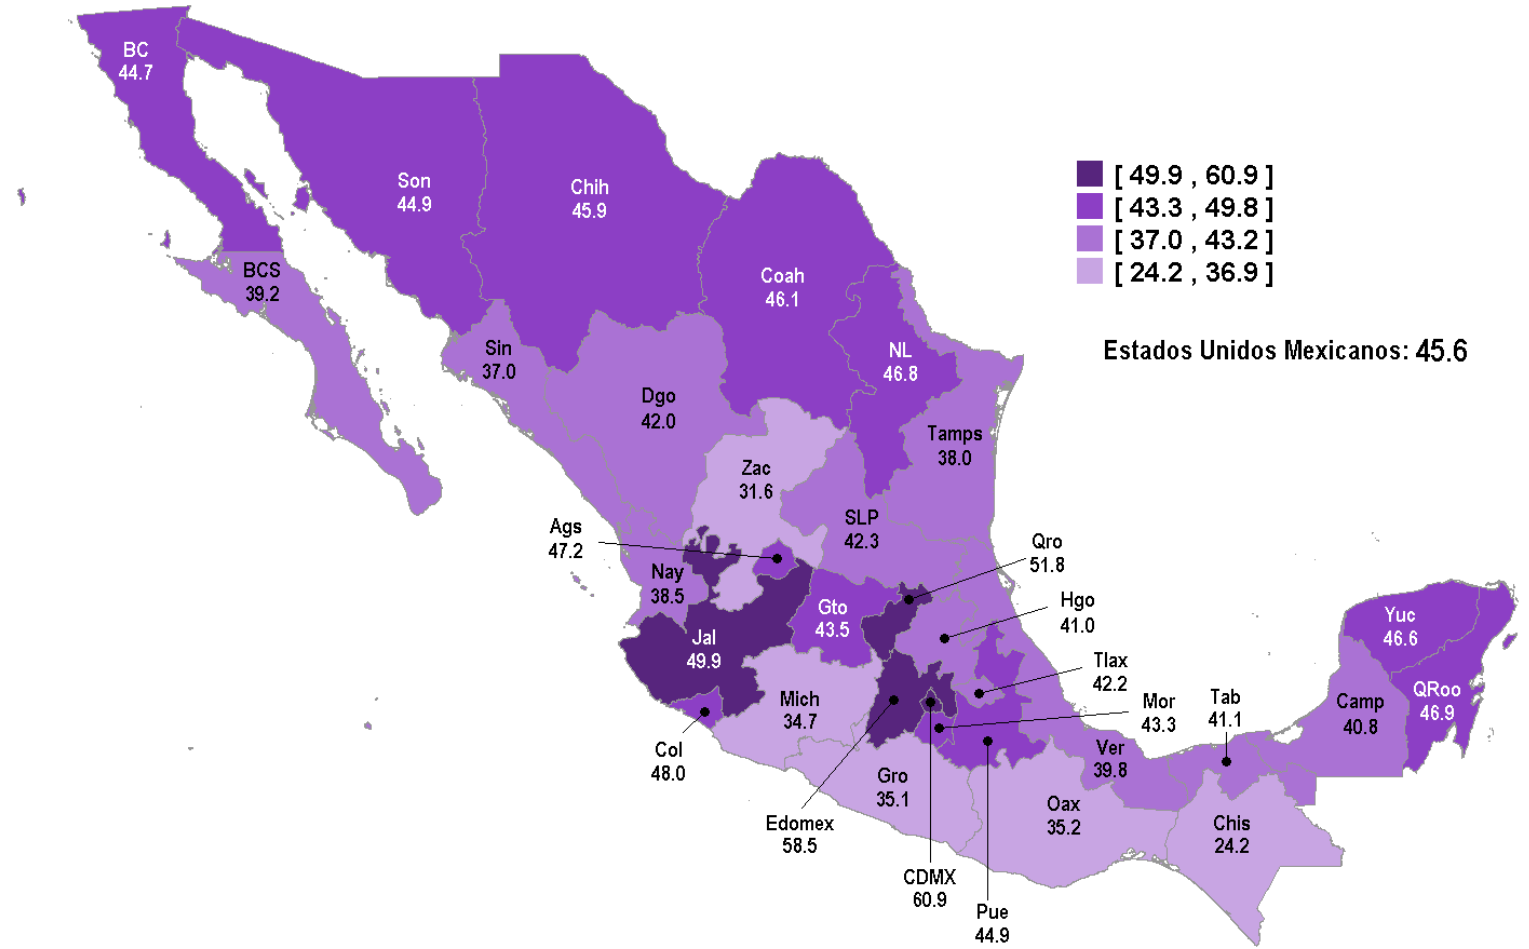 BC
44.7
Son
44.9
Chih
45.9
[ 49.9 , 60.9 ]
[ 43.3 , 49.8 ]
[ 37.0 , 43.2 ]
[ 24.2 , 36.9 ]
BCS
39.2
Coah
46.1
Estados Unidos Mexicanos: 45.6
Sin
37.0
NL
46.8
Dgo
42.0
Tamps
38.0
Zac
31.6
SLP
42.3
Ags
47.2
Qro
51.8
Nay
38.5
Gto
43.5
Hgo
41.0
Jal
49.9
Yuc
46.6
Tlax
42.2
Mich
34.7
Mor
43.3
Tab
41.1
Camp
40.8
QRoo
46.9
Col
48.0
Ver
39.8
Gro
35.1
Oax
35.2
Edomex
58.5
Chis
24.2
CDMX
60.9
Pue
44.9